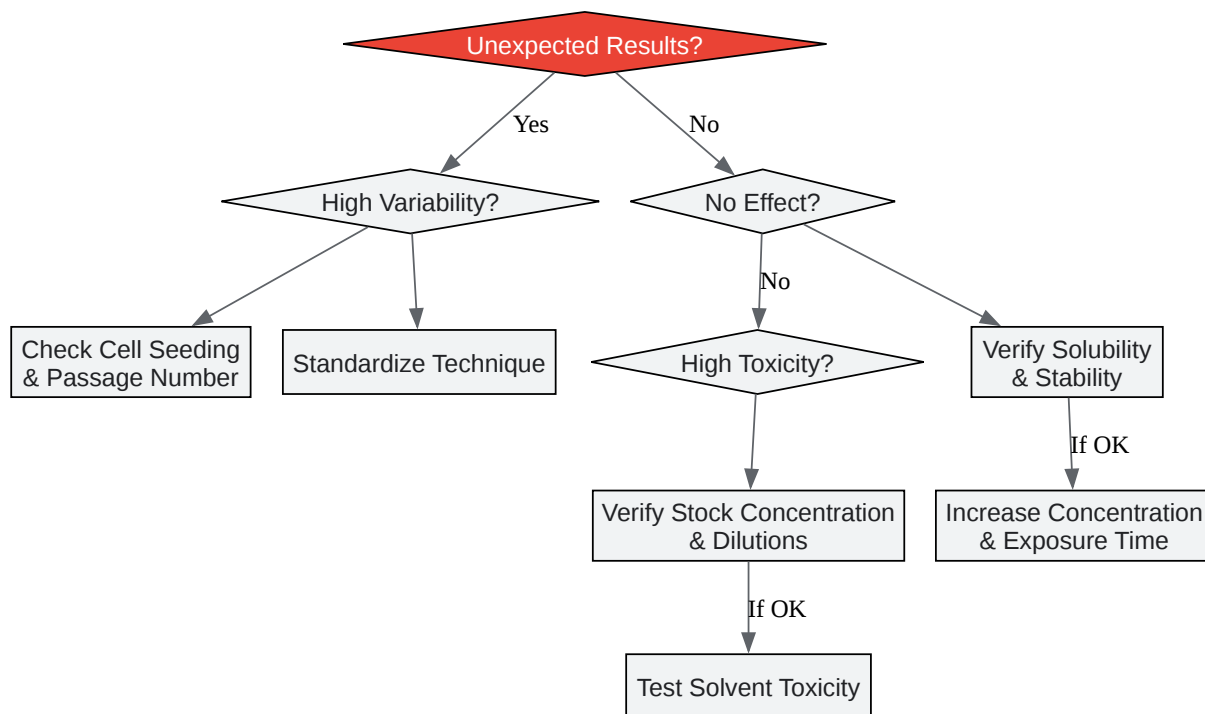 Unexpected Results?
Yes
No
High Variability?
No Effect?
No
Check Cell Seeding
& Passage Number
Standardize Technique
High Toxicity?
Verify Solubility
& Stability
If OK
Verify Stock Concentration
& Dilutions
Increase Concentration
& Exposure Time
If OK
Test Solvent Toxicity